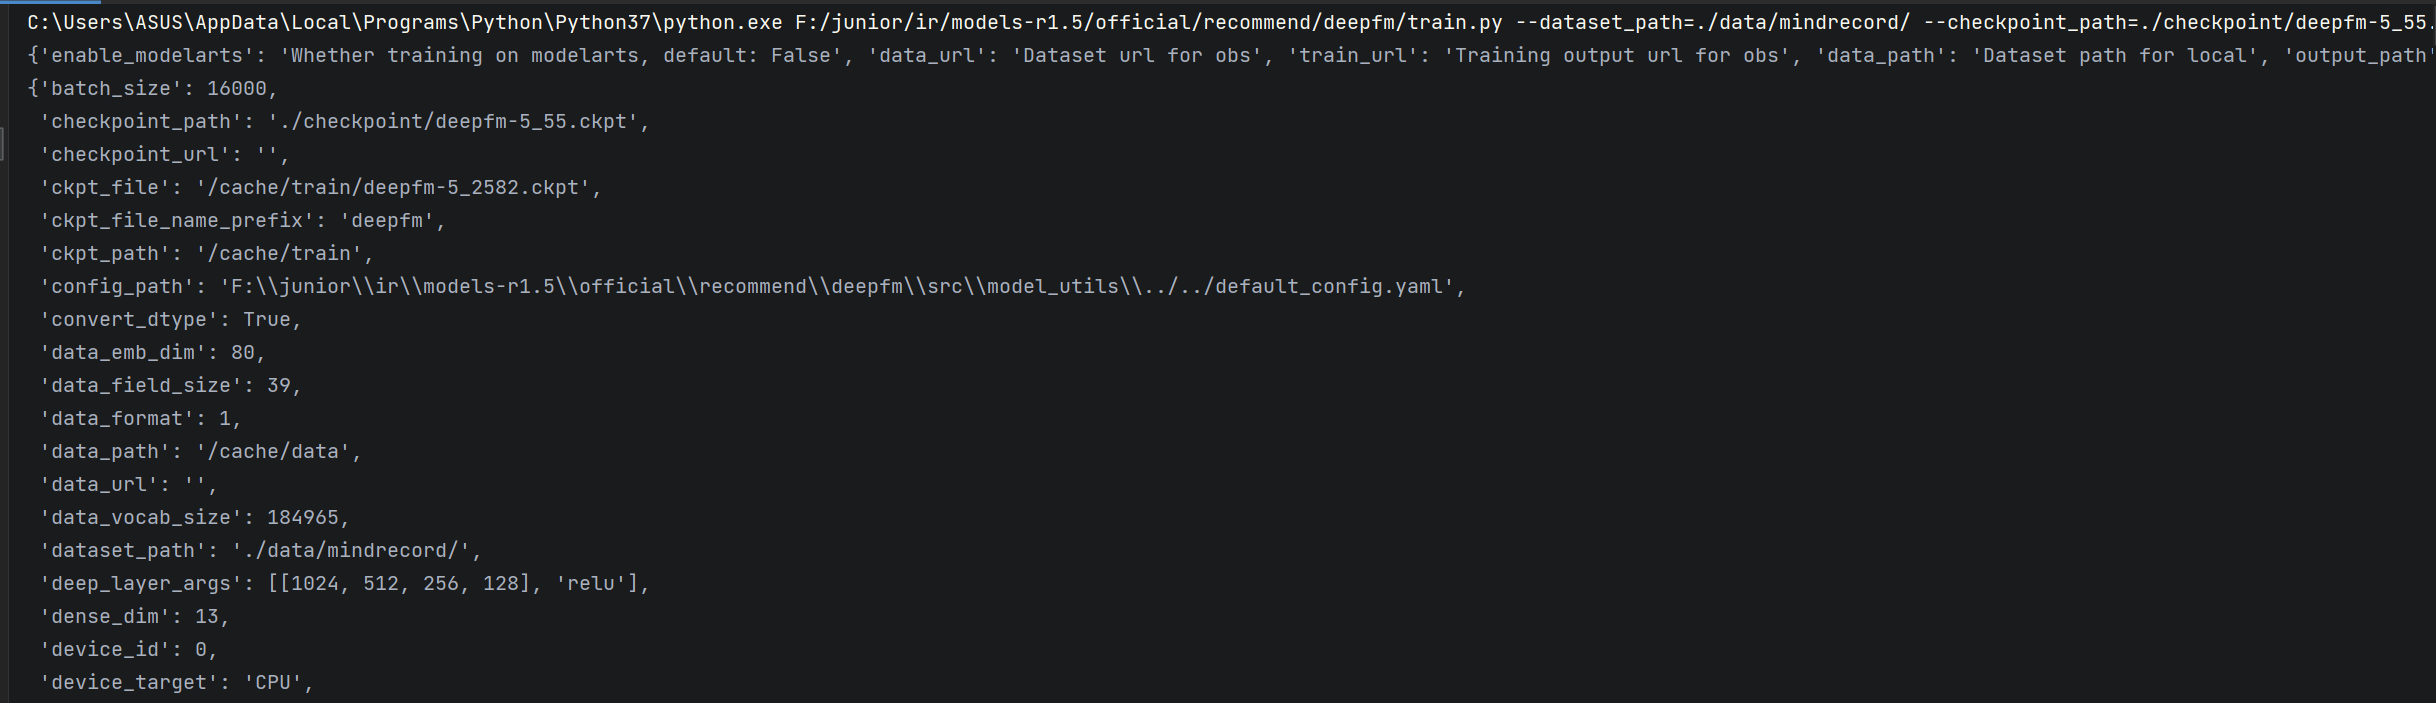 C:\Users\ASUS\AppData\Local\Programs\Python\Python37\python.exe F:/junior/ir/models-r1.5/official/recommend/deepfm/train.py --dataset_path=./data/mindrecord/ --checkpoint_path=./checkpoint/deepfm-5_55.
{'enable_modelarts': 'Whether training on modelarts, default: False', 'data_url': 'Dataset url for obs', 'train_url': 'Training output url for obs', 'data_path': 'Dataset path for local', 'output_path'
{'batch_size': 16000,
 'checkpoint_path': './checkpoint/deepfm-5_55.ckpt',
 'checkpoint_url': '',
 'ckpt_file': '/cache/train/deepfm-5_2582.ckpt',
 'ckpt_file_name_prefix': 'deepfm',
 'ckpt_path': '/cache/train',
 'config_path': 'F:\\junior\\ir\\models-r1.5\\official\\recommend\\deepfm\\src\\model_utils\\../../default_config.yaml',
 'convert_dtype': True,
 'data_emb_dim': 80,
 'data_field_size': 39,
 'data_format': 1,
 'data_path': '/cache/data',
 'data_url': '',
 'data_vocab_size': 184965,
 'dataset_path': './data/mindrecord/',
 'deep_layer_args': [[1024, 512, 256, 128], 'relu'],
 'dense_dim': 13,
 'device_id': 0,
 'device_target': 'CPU',